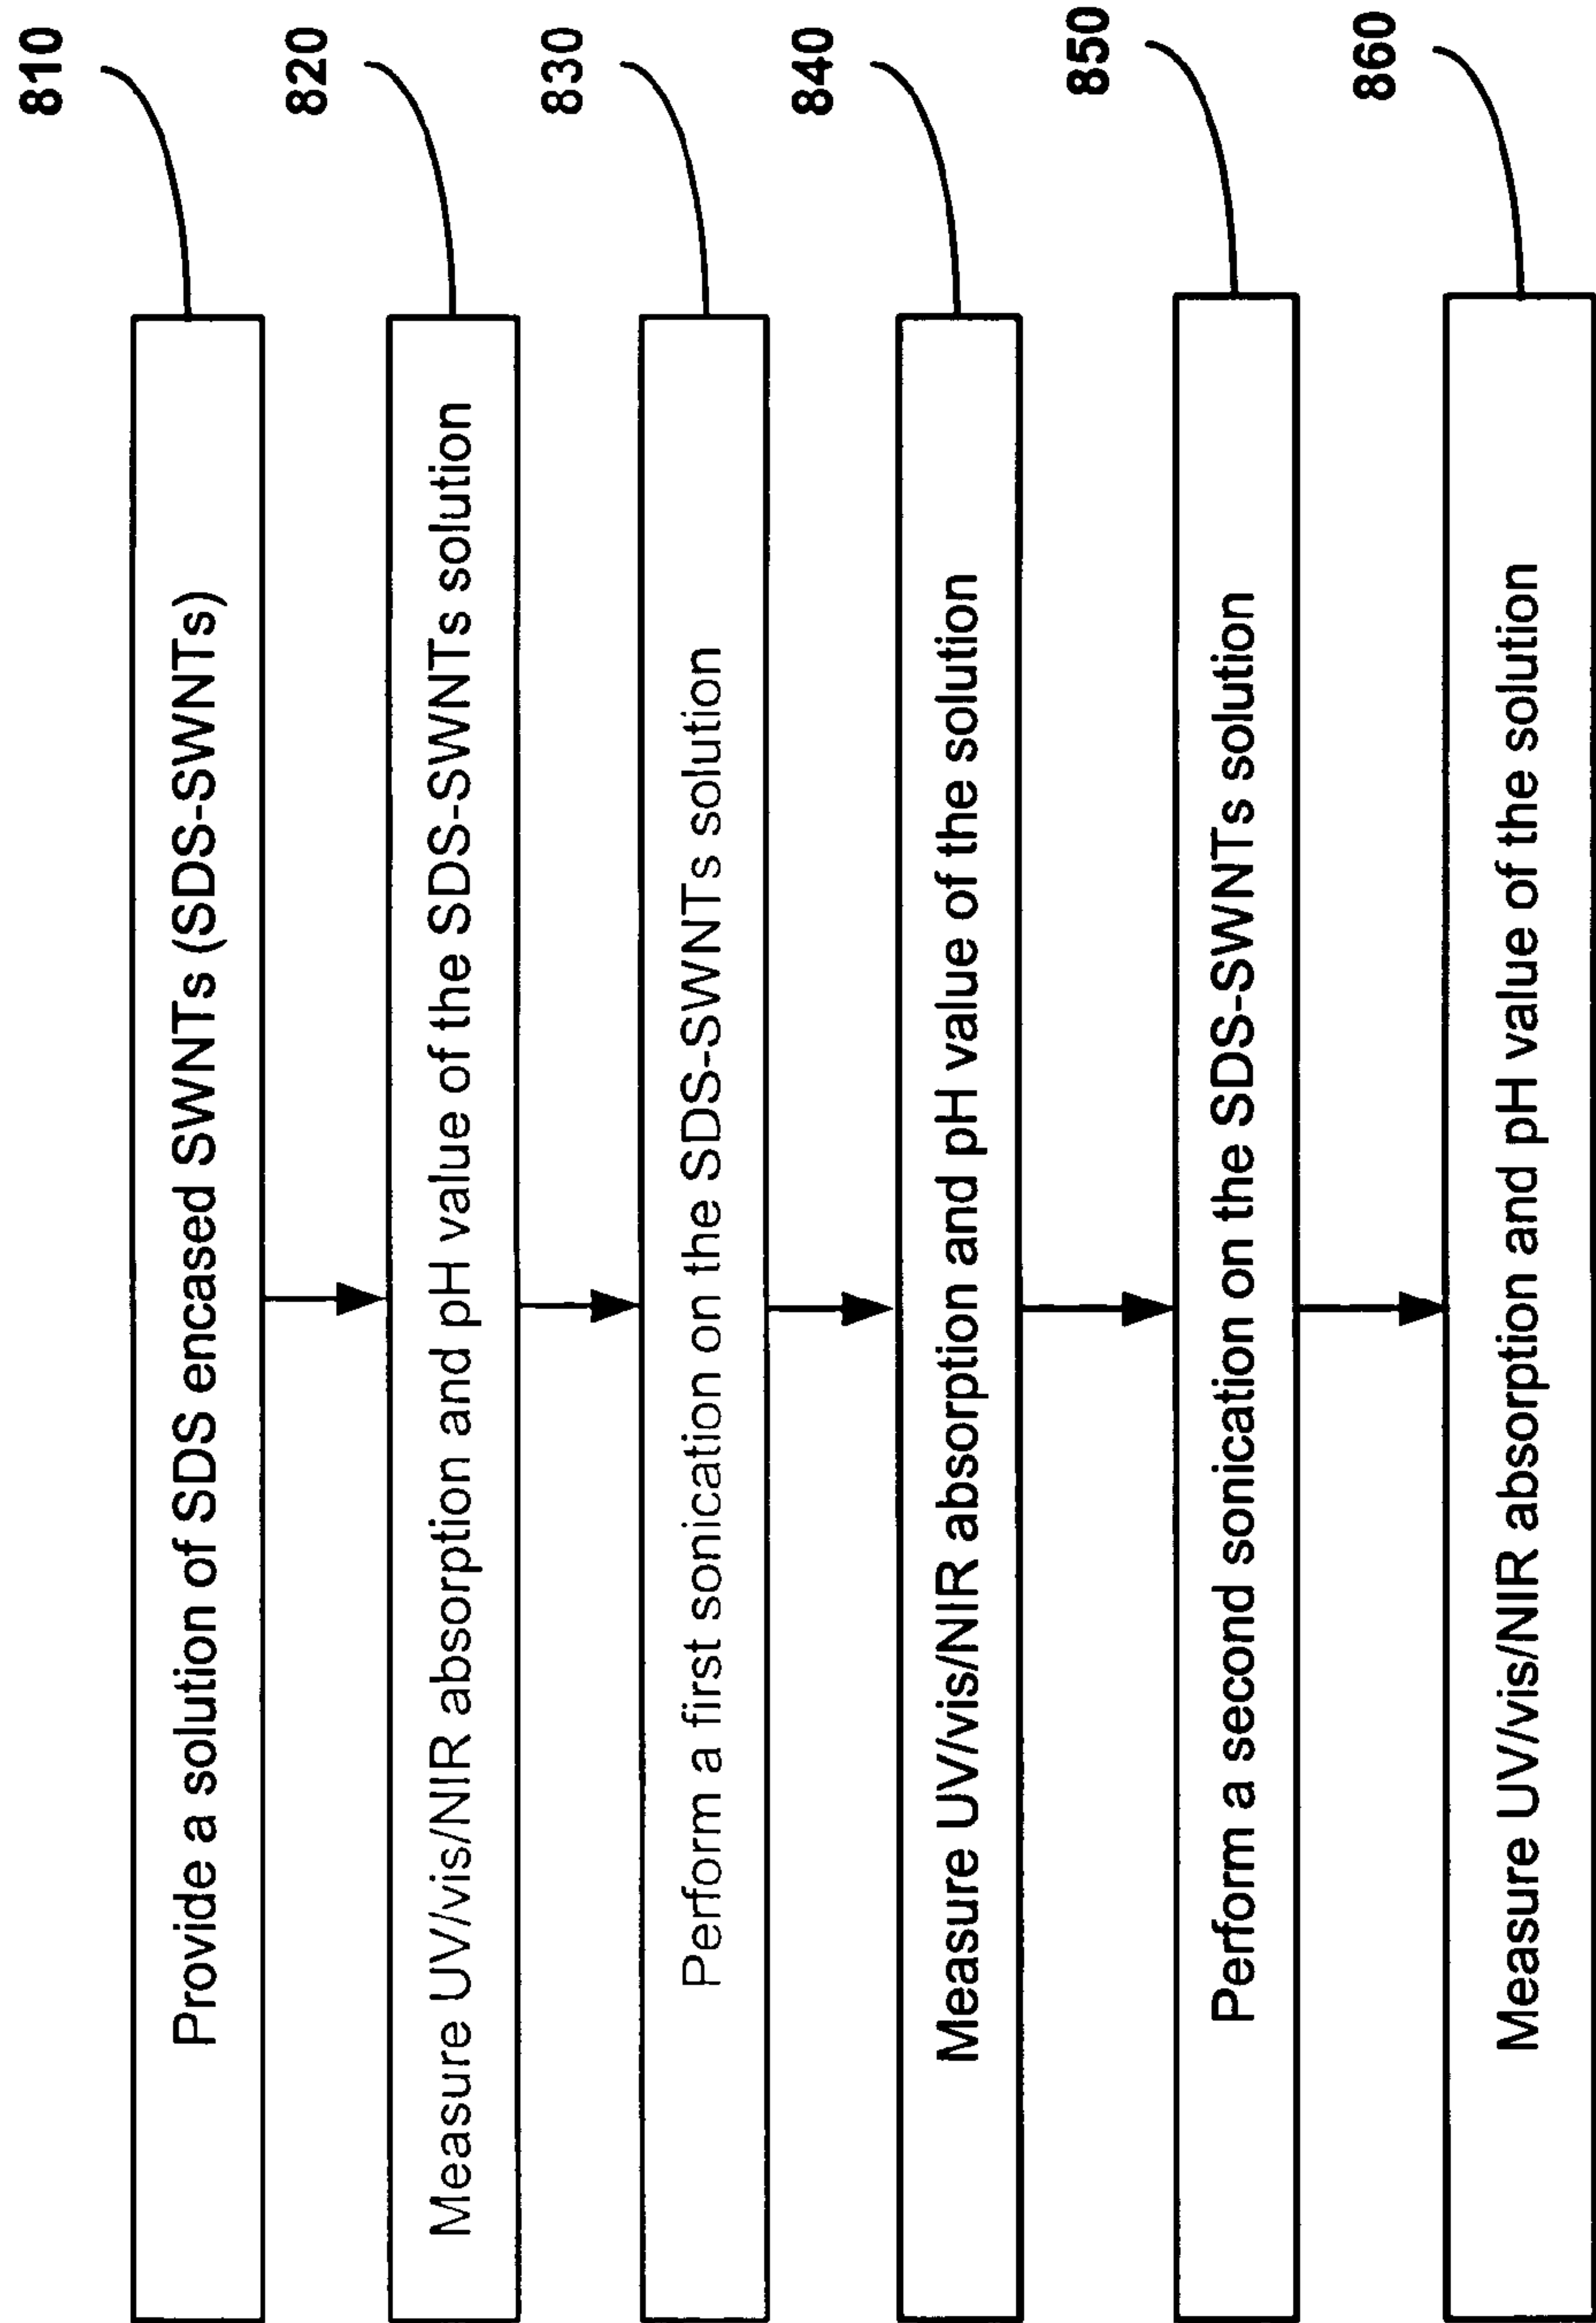 810
Provide a solution of SDS encased SWNTs (SDS-SWNTs)
820
Measure UV/vis/NIR absorption and pH value of the SDS-SWNTs solution
830
Perform a first sonication on the SDS-SWNTs solution
840
Measure UV/vis/NIR absorption and pH value of the solution
850
Perform a second sonication on the SDS-SWNTs solution
860
Measure UV/vis/NIR absorption and pH value of the solution